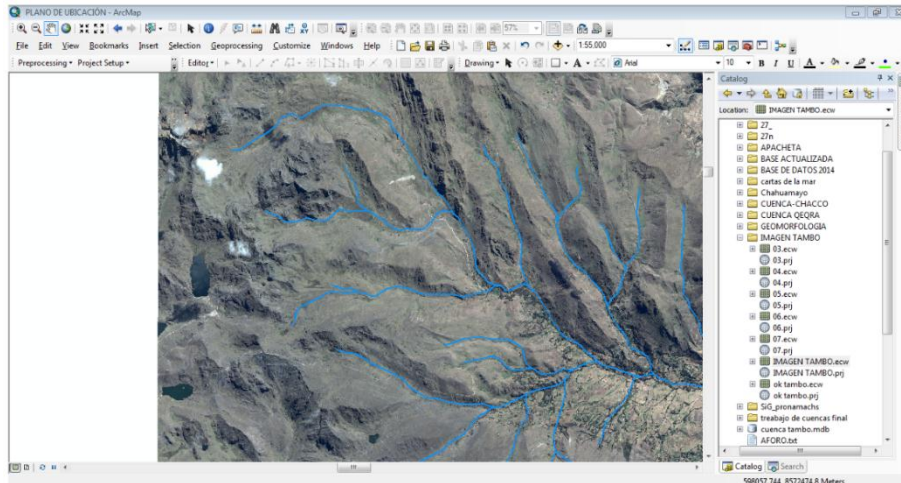 PLANO DE UBICACIÓN - ArcMap
57%
File Edit View Bookmarks Insert Selection Geoprocessing Customize Windows Help
1:55.000
Preprocessing Project Setup
Editor
Drawing
A
Arial
10
B I U A
Catalog
Location: IMAGEN TAMBO.ecw
27_
27n
APACHETA
BASE ACTUALIZADA
BASE DE DATOS 2014
cartas de la mar
Chahuamayo
CUENCA-CHACCO
CUENCA QEQRA
GEOMORFOLOGIA
IMAGEN TAMBO
03.ecw
03.prj
04.ecw
04.prj
05.ecw
05.prj
06.ecw
06.prj
07.ecw
07.prj
IMAGEN TAMBO.ecw
IMAGEN TAMBO.prj
ok tambo.ecw
ok tambo.prj
SiG_pronamachs
treabajo de cuencas final
cuenca tambo.mdb
AFORO.txt
Catalog Search
598057,744 8572474,8 Meters